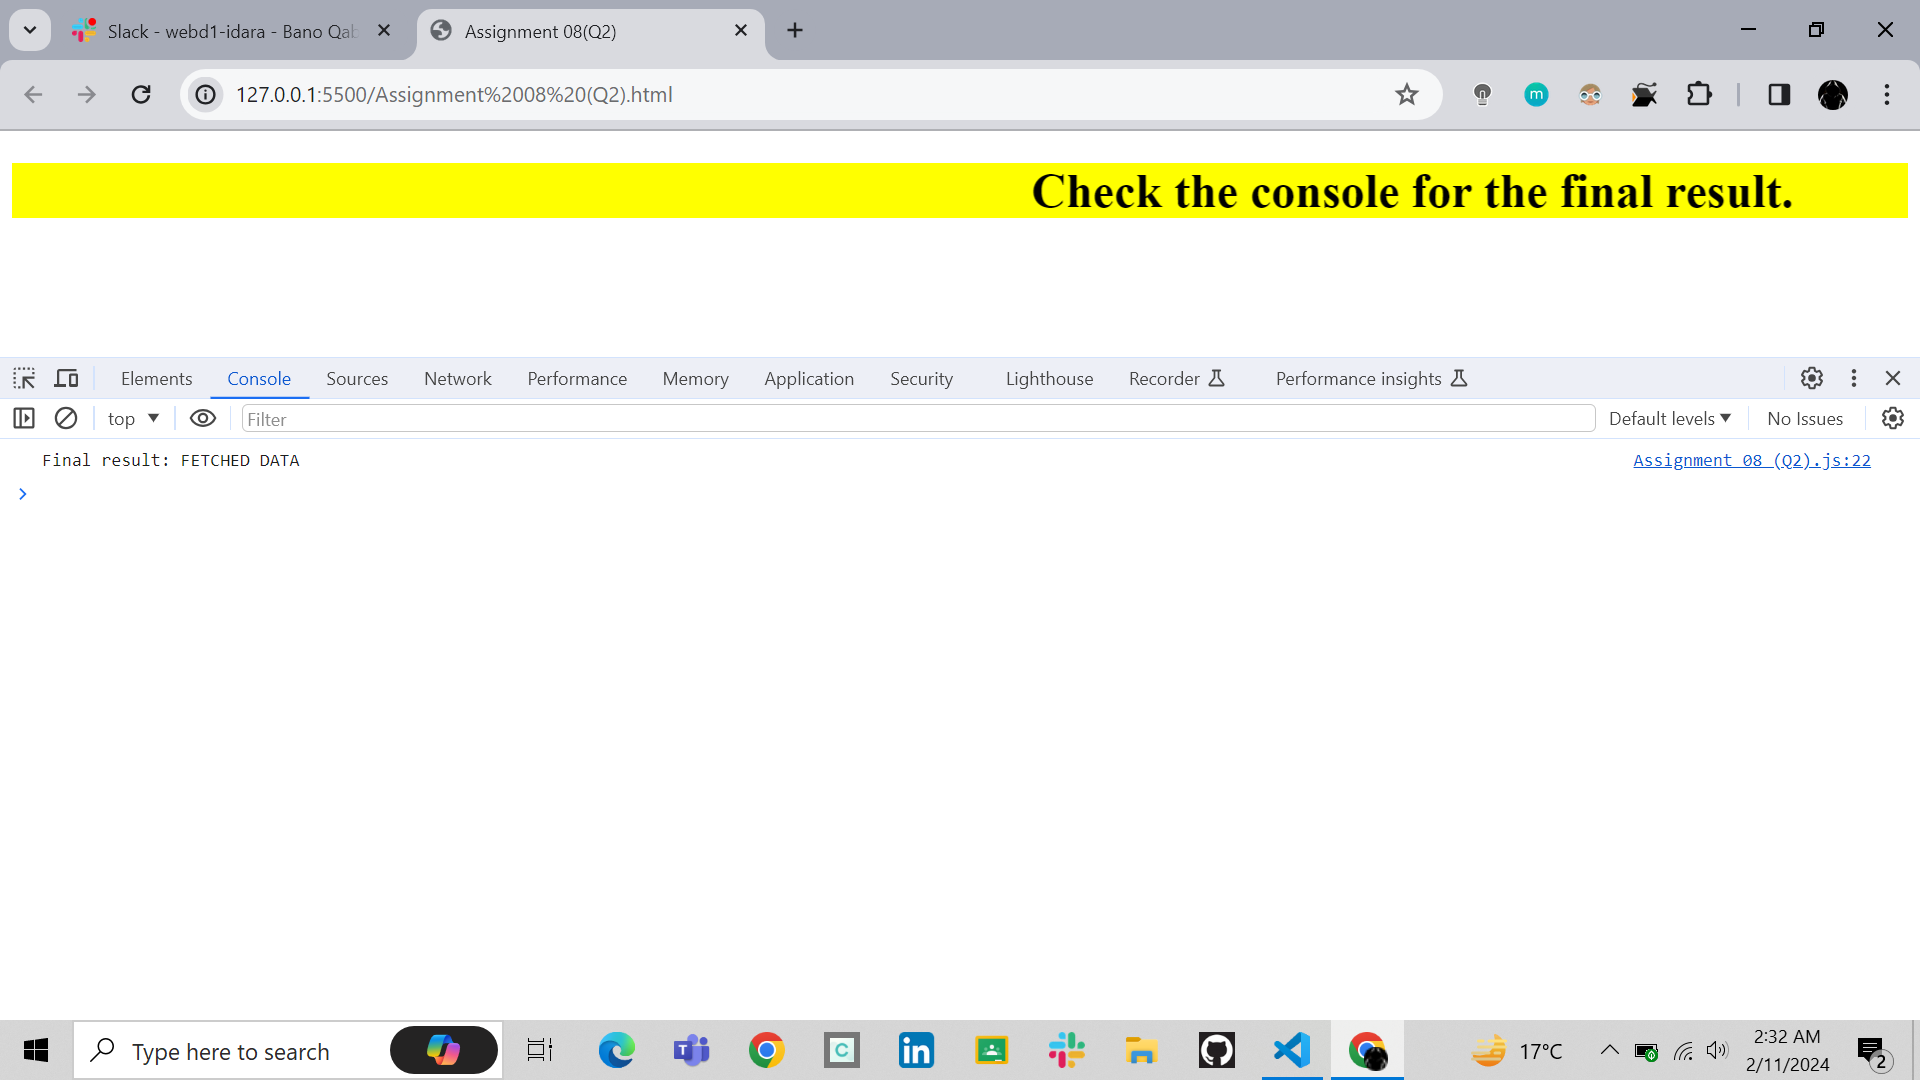 Slack - webd1-idara - Bano Qab
Assignment 08(Q2)
127.0.0.1:5500/Assignment%2008%20(Q2).html
m
Check the console for the final result.
Elements Console Sources Network Performance Memory Application Security Lighthouse Recorder Performance insights
top Filter Default levels No Issues
Final result: FETCHED DATA Assignment 08 (Q2).js:22
Type here to search
T
C
in
17°C
2:32 AM
2/11/2024
2